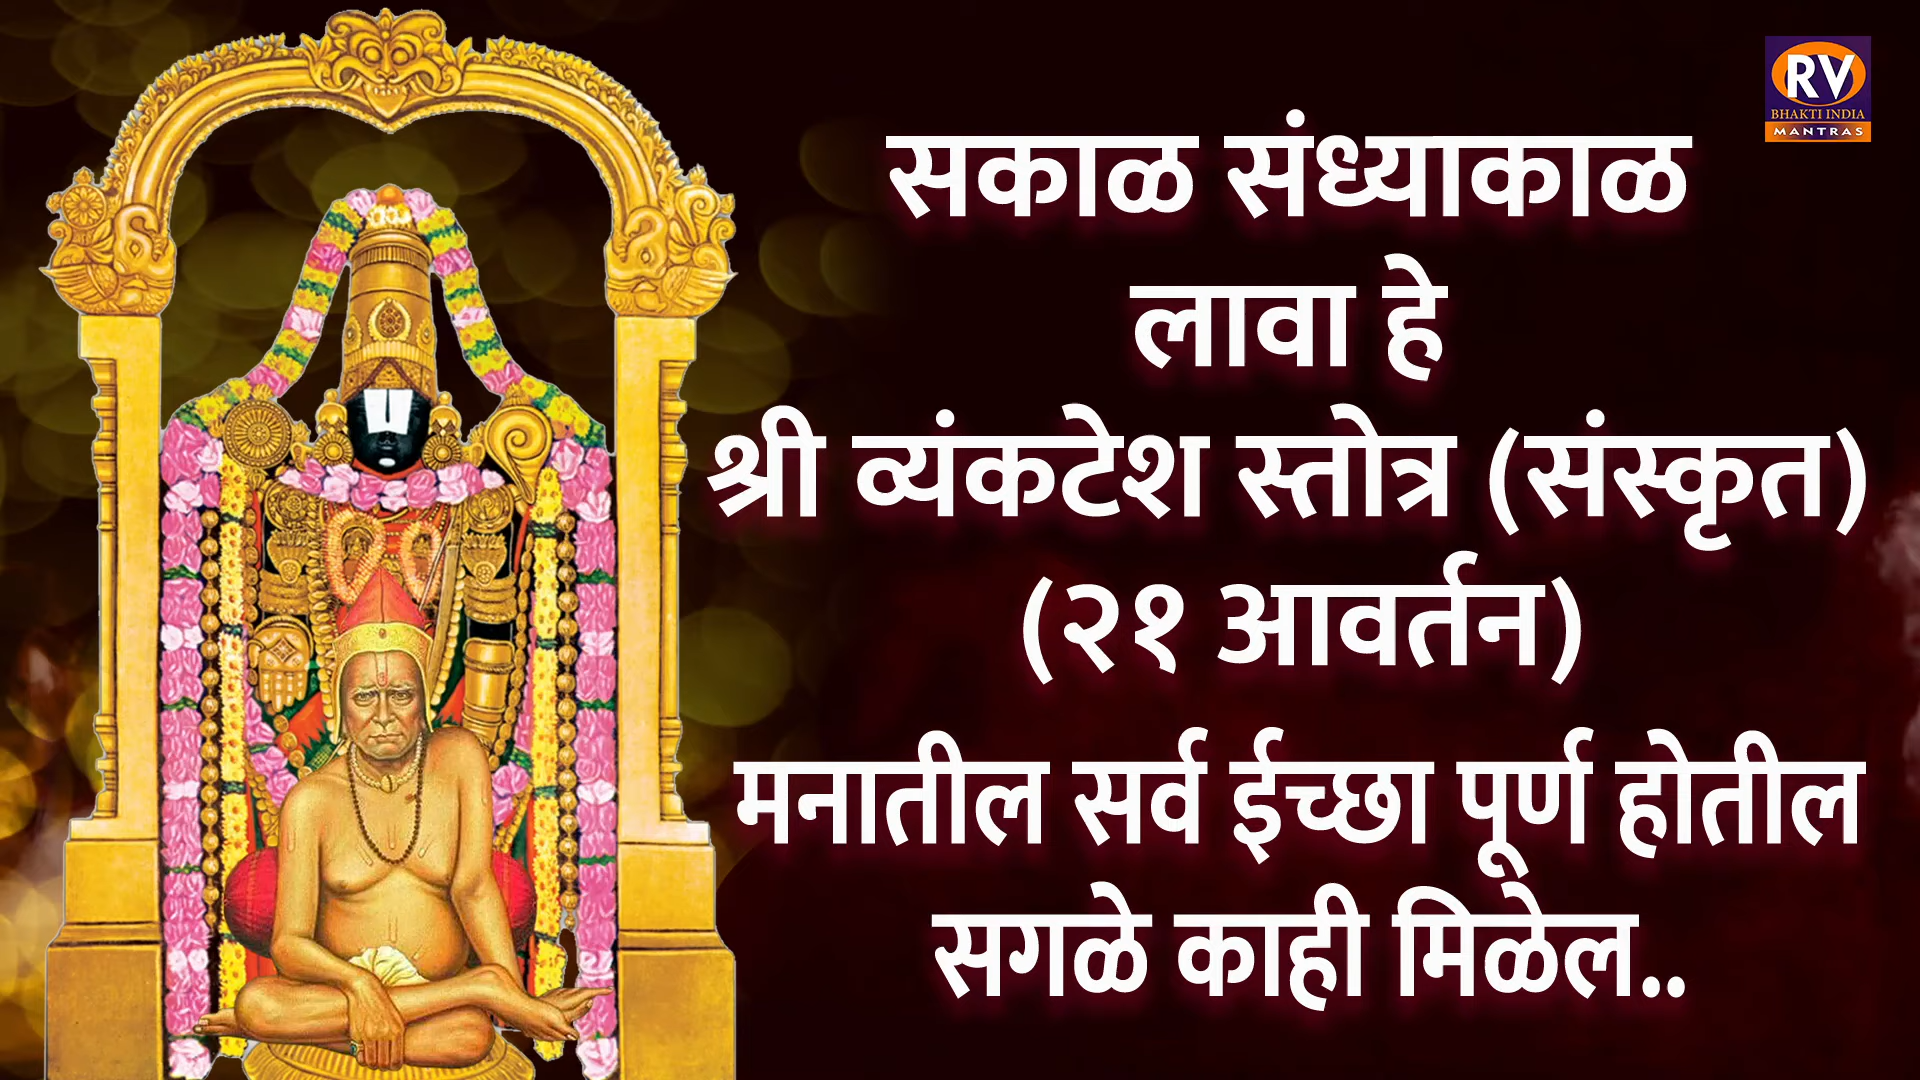 RV
BHAKTI INDIA
MANTRAS
सकाळ संध्याकाळ
लावा हे
श्री व्यंकटेश स्तोत्र (संस्कृत)
(२१ आवर्तन)
मनातील सर्व ईच्छा पूर्ण होतील
सगळे काही मिळेल..